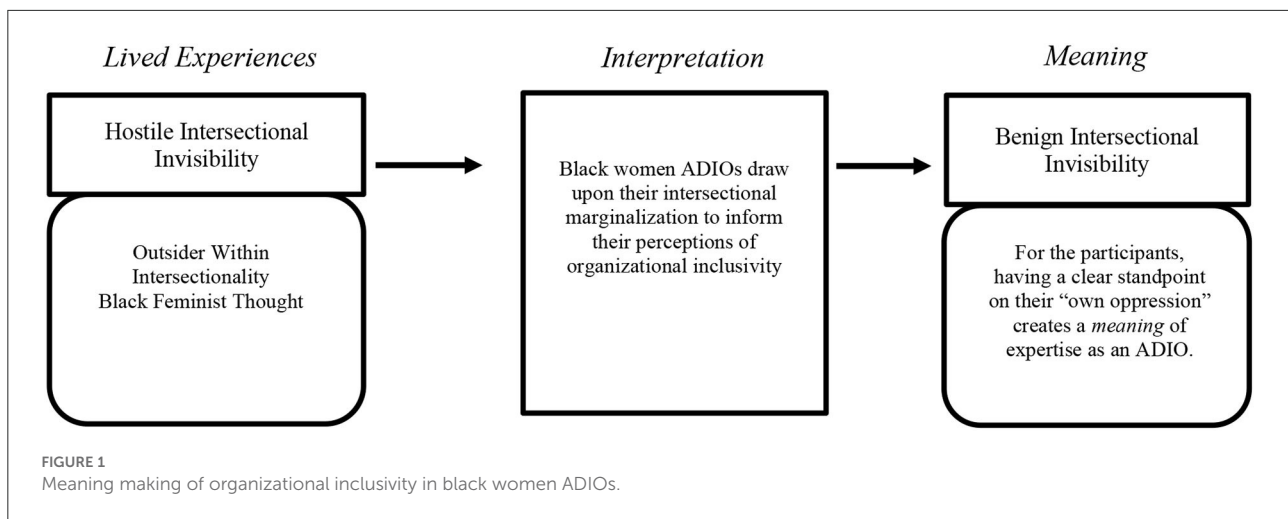 Lived Experiences
Hostile Intersectional
Invisibility
Outsider Within
Intersectionality
Black Feminist Thought
Interpretation
Black women ADIOs draw
upon their intersectional
marginalization to inform
their perceptions of
organizational inclusivity
Meaning
Benign Intersectional
Invisibility
For the participants,
having a clear standpoint
on their “own oppression”
creates a meaning of
expertise as an ADIO.
FIGURE 1
Meaning making of organizational inclusivity in black women ADIOs.